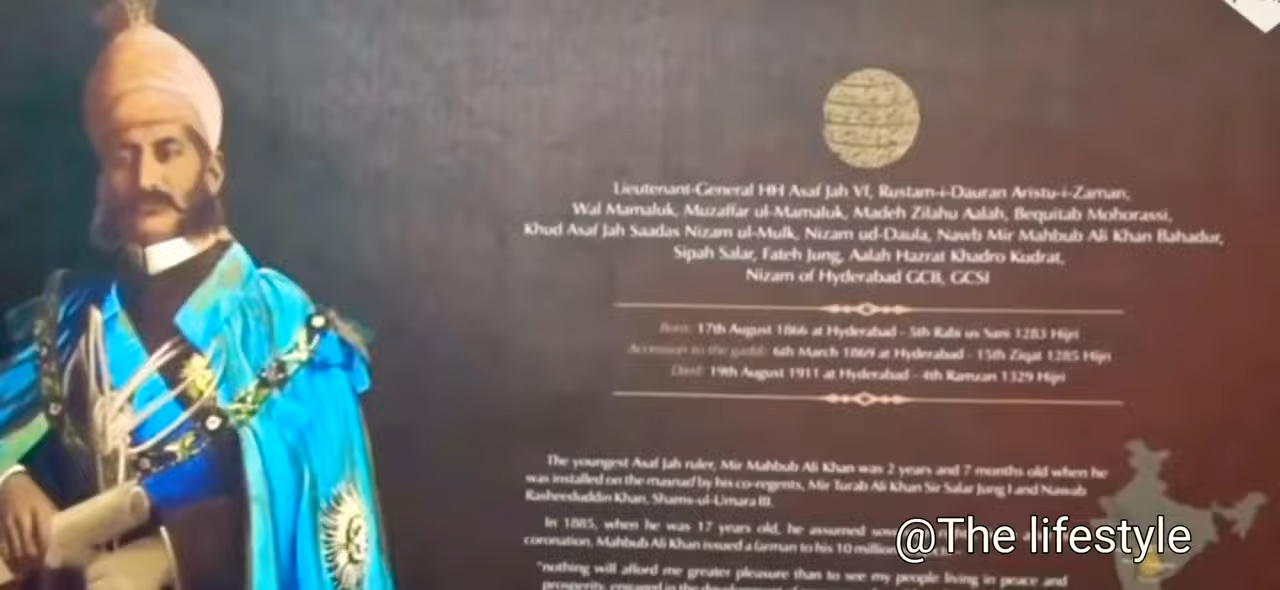 Lieutenant-General HH Asaf Jah VI, Rustam-i-Dauran Aristu-i-Zaman,
Wal Mamaluk, Muzaffar ul-Mamaluk, Madeh Zilahu Aalah, Bequitab Mohorassi,
Khud Asaf Jah Saadas Nizam ul-Mulk, Nizam ud-Daula, Nawb Mir Mahbub Ali Khan Bahadur,
Sipah Salar, Fateh Jung, Aalah Hazrat Khadro Kudrat,
Nizam of Hyderabad GCB, GCSI
Born: 17th August 1866 at Hyderabad - 5th Rabi us Sani 1283 Hijri
Accession to the gaddi: 6th March 1869 at Hyderabad - 15th Ziqat 1285 Hijri
Died: 19th August 1911 at Hyderabad - 4th Ramzan 1329 Hijri
The youngest Asaf Jah ruler, Mir Mahbub Ali Khan was 2 years and 7 months old when he
was installed on the masnad by his co-regents, Mir Turab Ali Khan Sir Salar Jung I and Nawab
Rasheeduddin Khan, Shams-ul-Umara III.
In 1885, when he was 17 years old, he assumed
coronation, Mahbub Ali Khan issued a farman to his 10 million
"nothing will afford me greater pleasure than to see my people living in peace and
prosperity, engaged in the development of
@The lifestyle